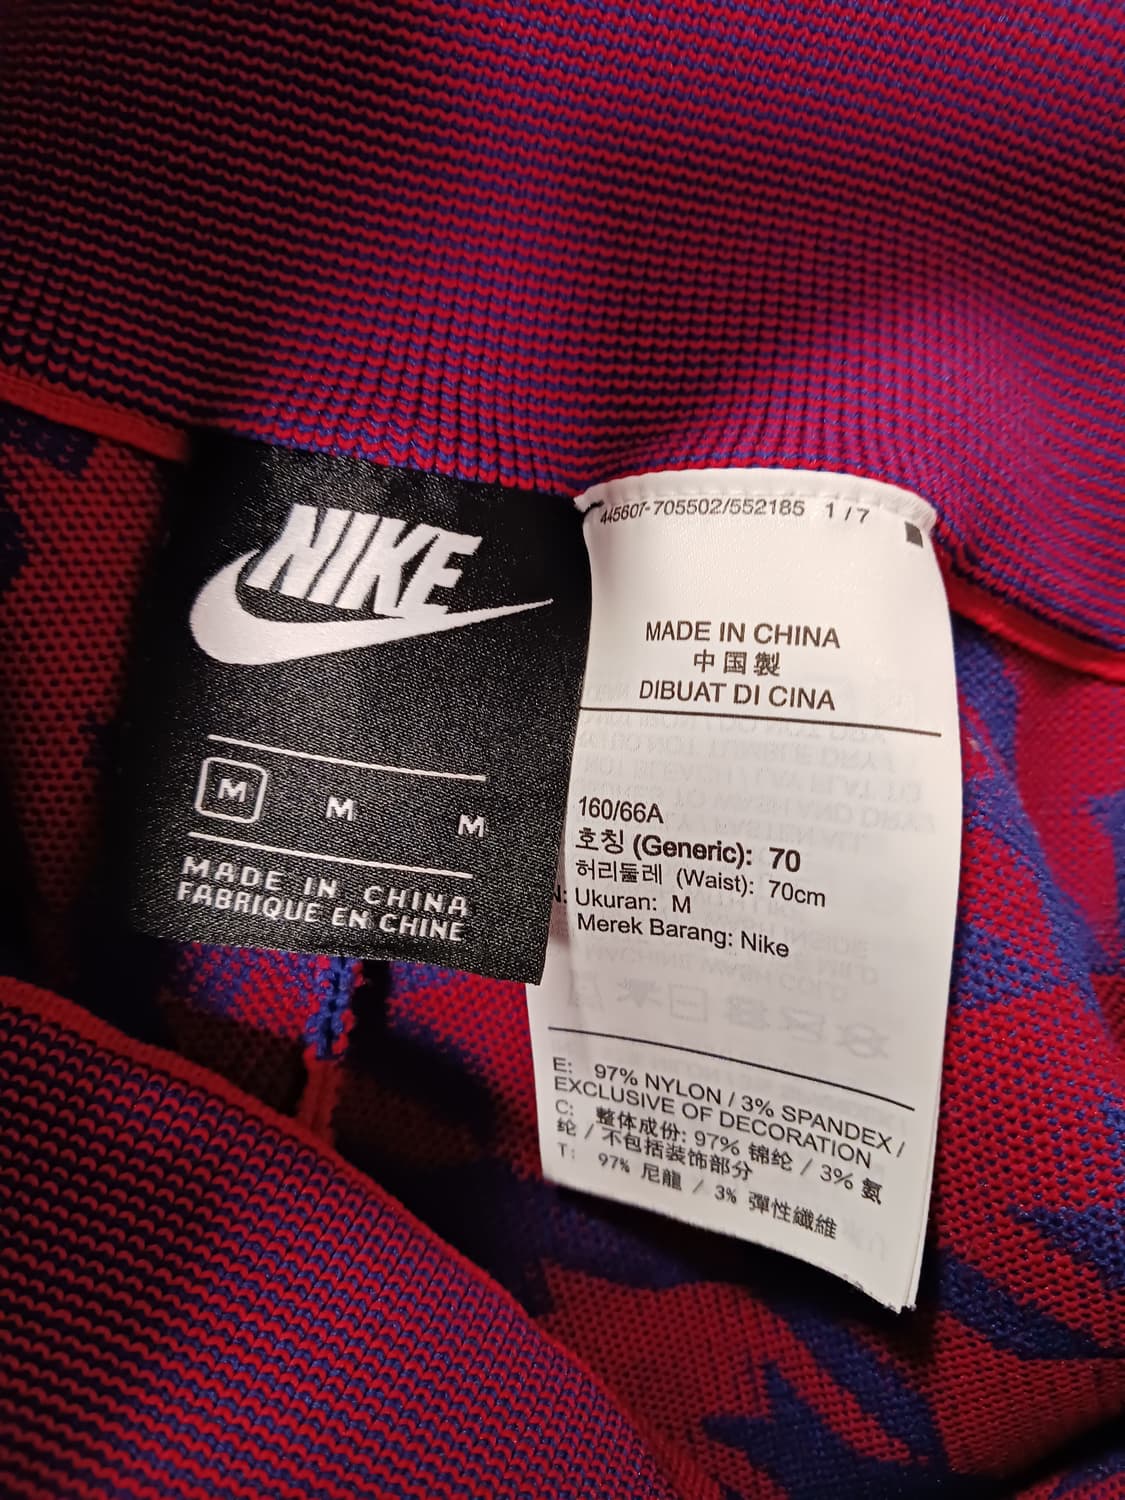 NIKE
M M M
MADE IN CHINA
FABRIQUE EN CHINE
445607-705502/552185 1 / 7
MADE IN CHINA
中国製
DIBUAT DI CINA
160/66A
호칭 (Generic): 70
허리둘레 (Waist): 70cm
N: Ukuran: M
Merek Barang: Nike
E: 97% NYLON / 3% SPANDEX /
EXCLUSIVE OF DECORATION
C: 整体成份: 97% 锦纶 / 3% 氨
纶 / 不包括装饰部分
T: 97% 尼龍 / 3% 彈性纖維